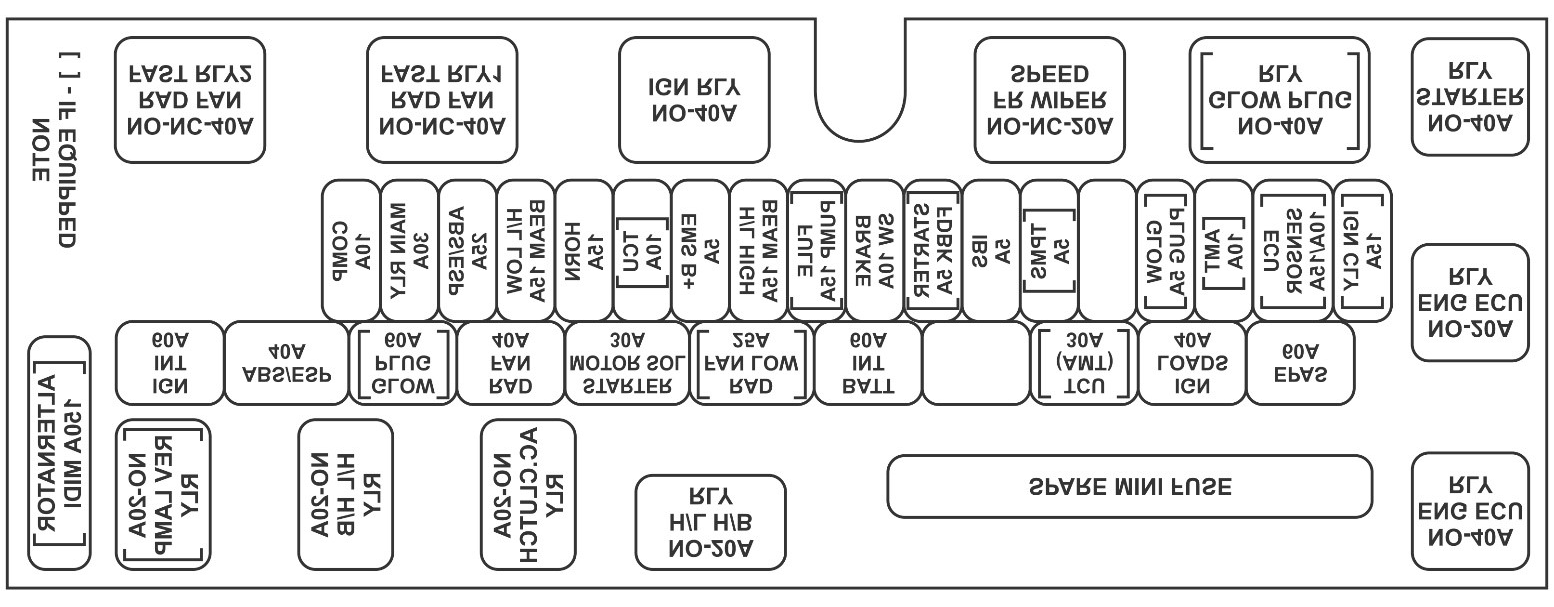 ALTERNATOR
150A MIDI
NO-20A
REV LAMP
RLY
NO-20A
H/L H/B
RLY
NO-20A
AC.CLUTCH
RLY
NO-20A
H/L H/B
RLY
SPARE MINI FUSE
NO-40A
ENG ECU
RLY
IGN
INT
60A
ABS/ESP
40A
[GLOW
PLUG]
60A
RAD
FAN
40A
STARTER
MOTOR SOL
30A
[RAD
FAN LOW]
25A
BATT
INT
60A
[TCU
(AMT)
30A]
IGN
LOADS
40A
EPAS
60A
COMP
10A
MAIN RLY
30A
ABS/ESP
25A
H/L LOW
BEAM 15A
HORN
15A
[TCU
10A]
EMS B+
5A
H/L HIGH
BEAM 15A
[FULE
PUMP 15A]
BRAKE
SW 10A
[STARTER
FDBK 5A]
IBS
5A
[TPMS
5A]
[GLOW
PLUG 5A]
[AMT
10A]
[ECU
SENSOR
10A/15A]
[IGN CLY
15A]
NO-20A
ENG ECU
RLY
NOTE
[ ] - IF EQUIPPED
NO-NC-40A
RAD FAN
FAST RLY2
NO-NC-40A
RAD FAN
FAST RLY1
NO-40A
IGN RLY
NO-NC-20A
FR WIPER
SPEED
[NO-40A
GLOW PLUG
RLY]
NO-40A
STARTER
RLY